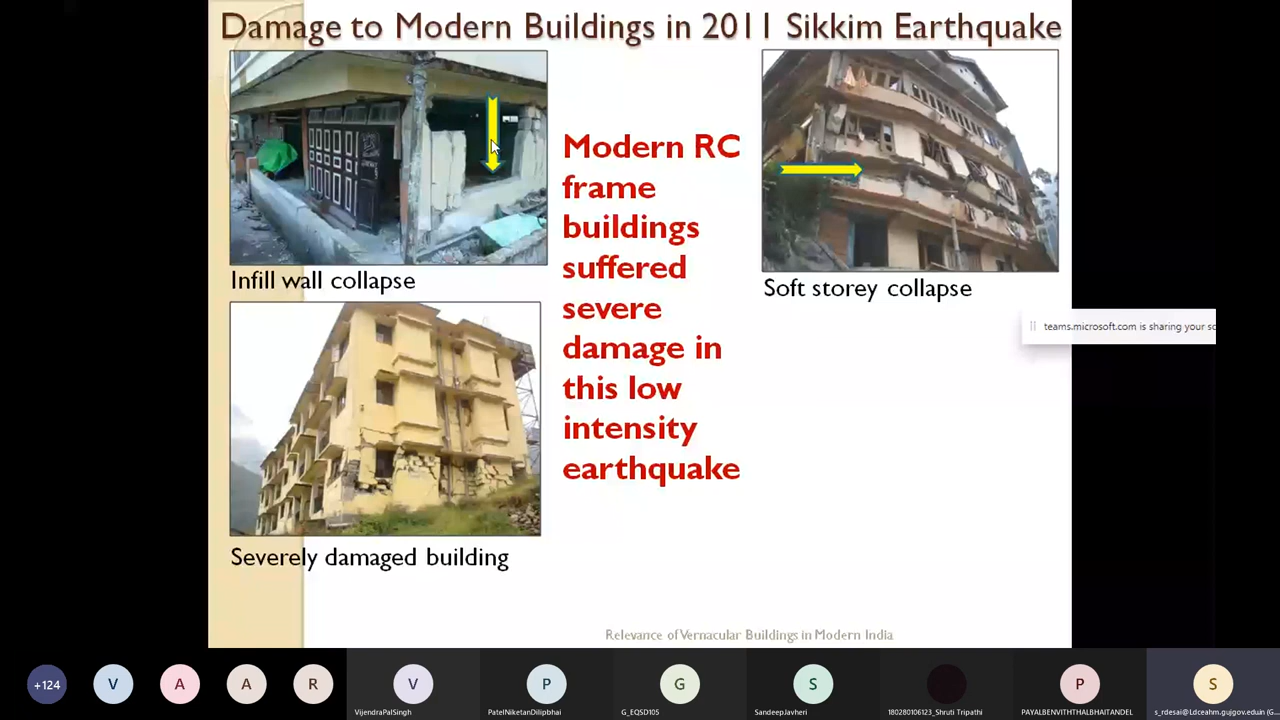 Damage to Modern Buildings in 2011 Sikkim Earthquake
Infill wall collapse
Modern RC
frame
buildings
suffered
severe
damage in
this low
intensity
earthquake
Soft storey collapse
teams.microsoft.com is sharing your sc
Severely damaged building
Relevance of Vernacular Buildings in Modern India
+124
V
A
A
R
V
P
G
S
P
S
VijendraPalSingh
PatelNiketanDilipbhai
G_EQSD105
SandeepJavheri
180280106123_Shruti Tripathi
PAYALBENVITHTHALBHAITANDEL
s_rdesai@Ldceahm.gujgov.eduin (G...